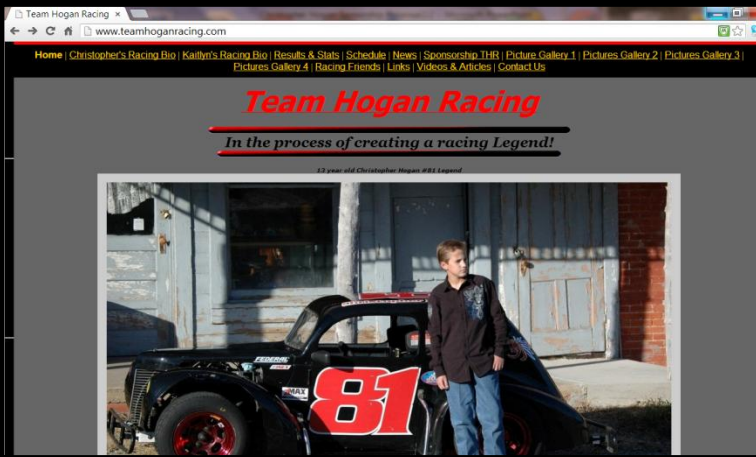 Team Hogan Racing
www.teamhoganracing.com
Home | Christopher's Racing Bio | Kaitlyn's Racing Bio | Results & Stats | Schedule | News | Sponsorship THR | Picture Gallery 1 | Pictures Gallery 2 | Pictures Gallery 3 |
Pictures Gallery 4 | Racing Friends | Links | Videos & Articles | Contact Us
Team Hogan Racing
In the process of creating a racing Legend!
13 year old Christopher Hogan #81 Legend
FEDERAL
MAX
81